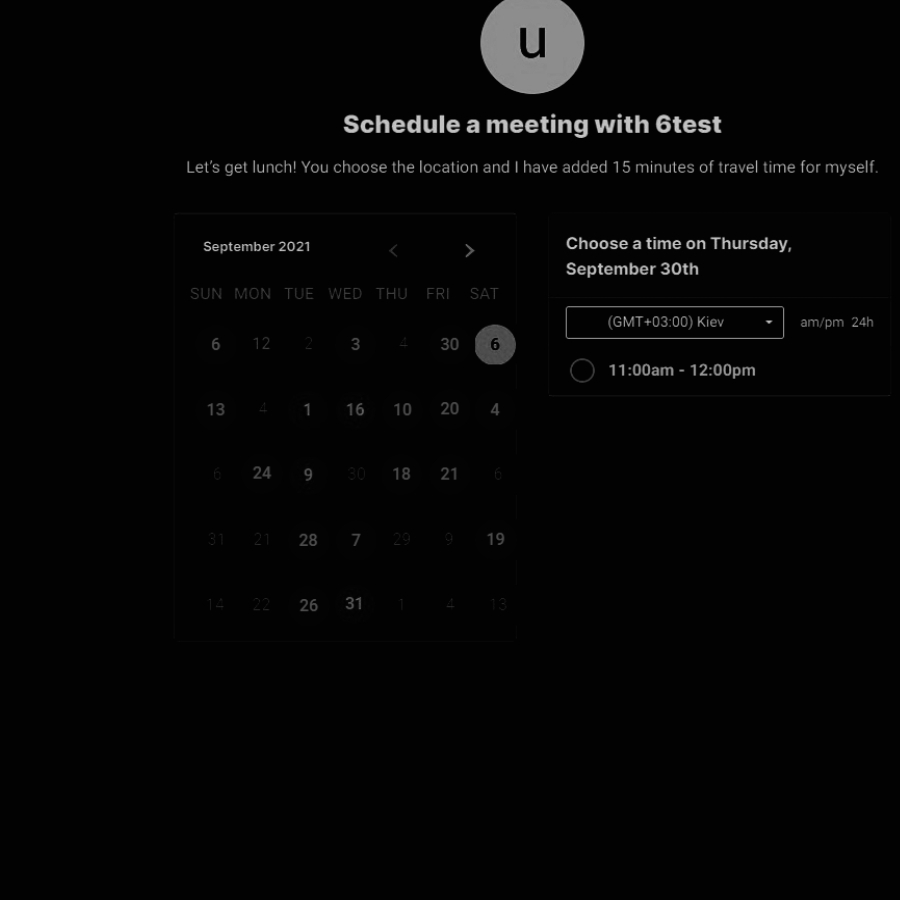 u
Schedule a meeting with 6test
Let's get lunch! You choose the location and I have added 15 minutes of travel time for myself.
September 2021
SUN MON TUE WED THU FRI SAT
6 12 2 3 4 30 6
13 4 1 16 10 20 4
6 24 9 30 18 21 6
31 21 28 7 29 9 19
14 22 26 31 1 4 13
Choose a time on Thursday,
September 30th
(GMT+03:00) Kiev am/pm 24h
11:00am - 12:00pm